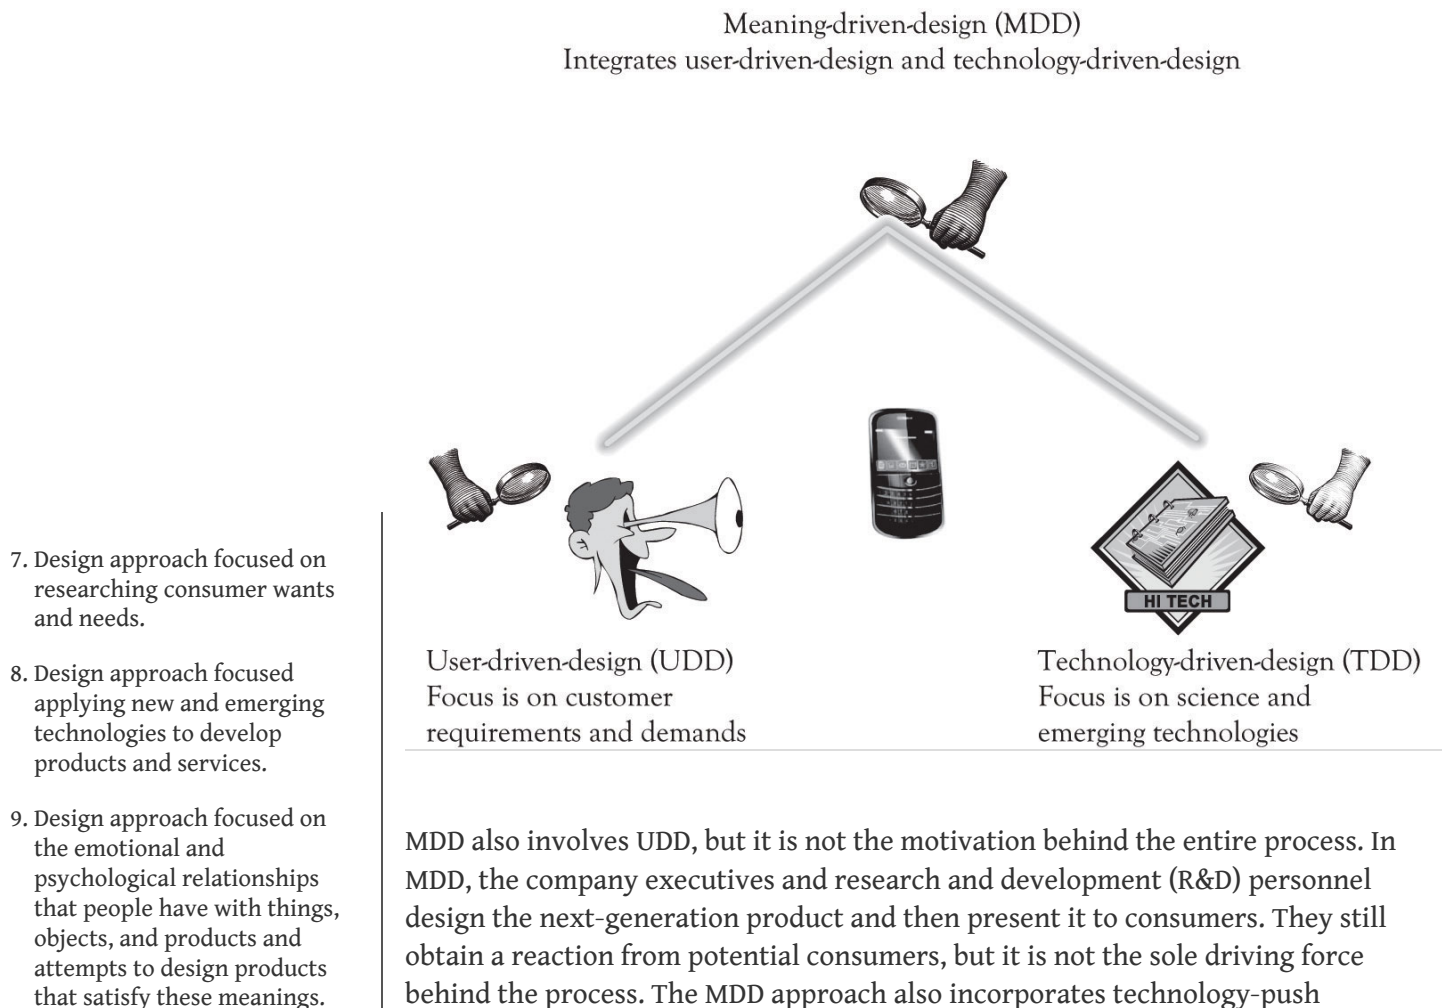 Meaning-driven-design (MDD)
Integrates user-driven-design and technology-driven-design
HI TECH
User-driven-design (UDD)
Focus is on customer
requirements and demands
Technology-driven-design (TDD)
Focus is on science and
emerging technologies
7. Design approach focused on
researching consumer wants
and needs.
8. Design approach focused
applying new and emerging
technologies to develop
products and services.
9. Design approach focused on
the emotional and
psychological relationships
that people have with things,
objects, and products and
attempts to design products
that satisfy these meanings.
MDD also involves UDD, but it is not the motivation behind the entire process. In
MDD, the company executives and research and development (R&D) personnel
design the next-generation product and then present it to consumers. They still
obtain a reaction from potential consumers, but it is not the sole driving force
behind the process. The MDD approach also incorporates technology-push